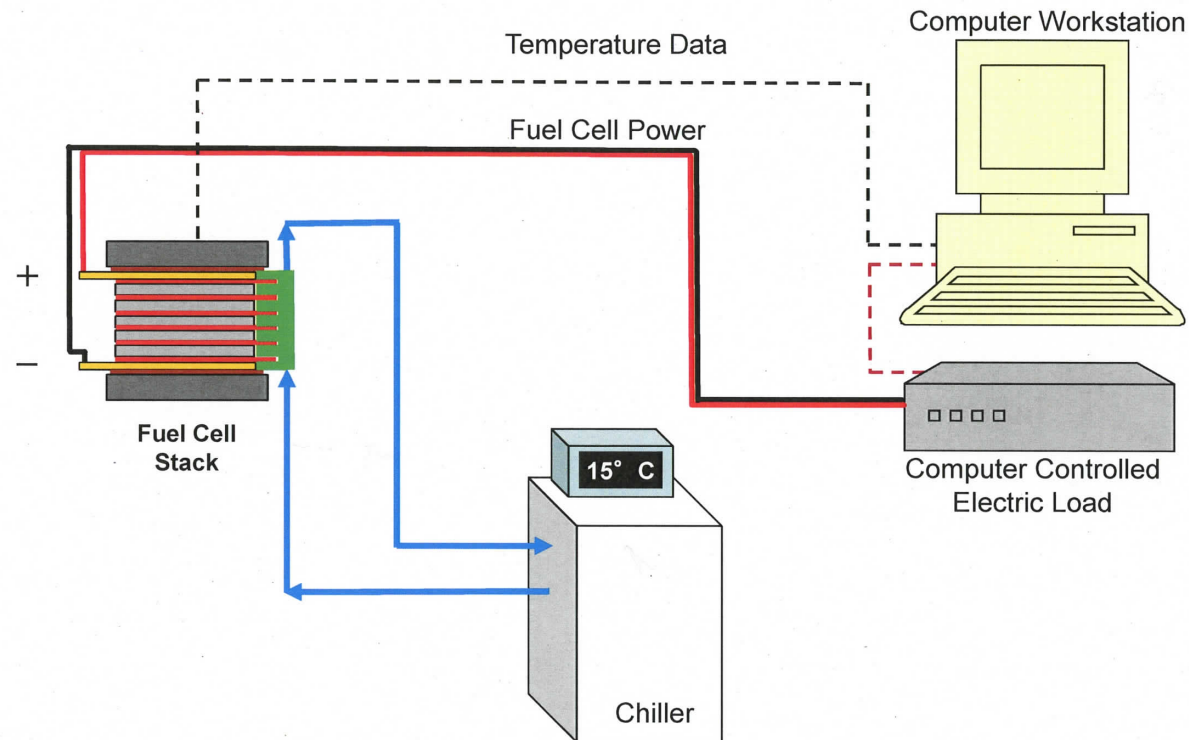 Computer Workstation
Temperature Data
Fuel Cell Power
+
−
Fuel Cell
Stack
15° C
Computer Controlled
Electric Load
Chiller